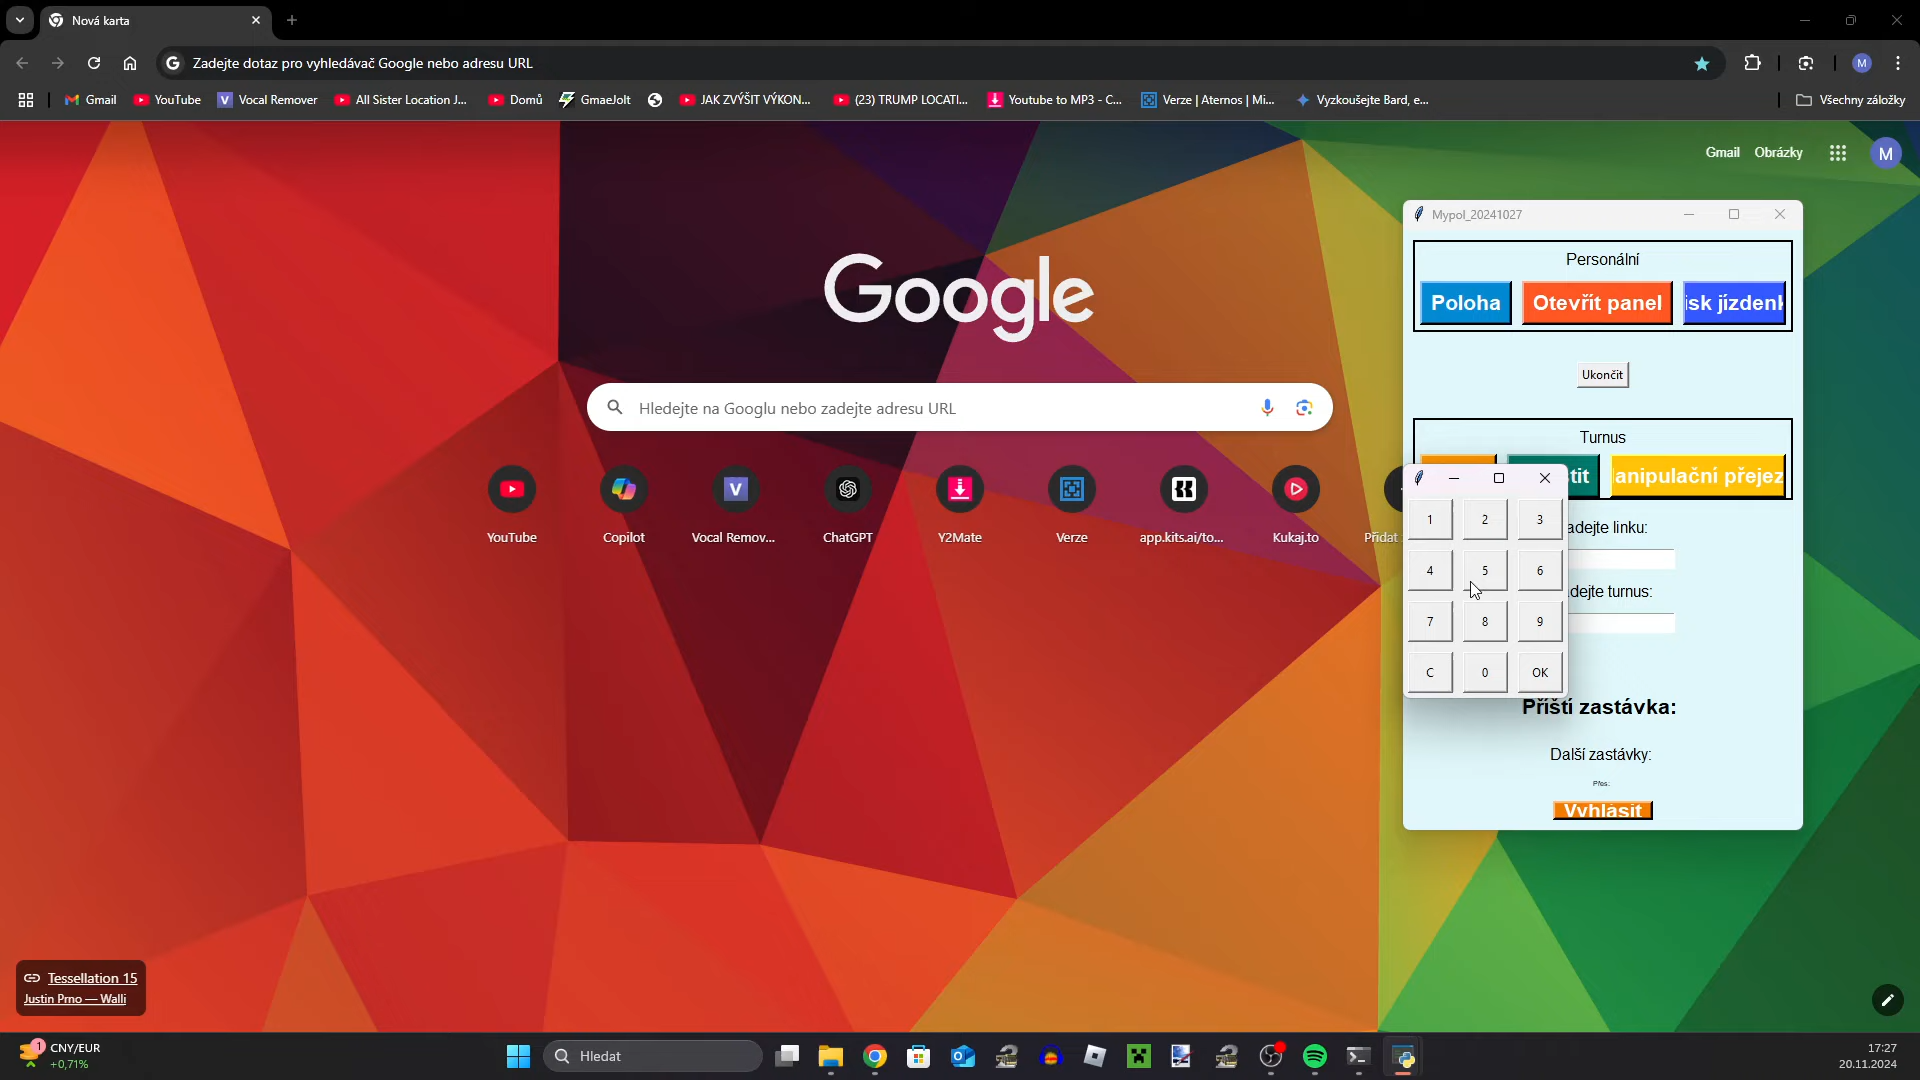 Nová karta
Zadejte dotaz pro vyhledávač Google nebo adresu URL
M
Gmail
YouTube
V
Vocal Remover
All Sister Location J...
Domů
GmaeJolt
JAK ZVÝŠIT VÝKON...
(23) TRUMP LOCATI...
Youtube to MP3 - C...
Verze | Aternos | Mi...
Vyzkoušejte Bard, e...
Všechny záložky
Gmail
Obrázky
M
Google
Hledejte na Googlu nebo zadejte adresu URL
V
YouTube
Copilot
Vocal Remov...
ChatGPT
Y2Mate
Verze
app.kits.ai/to...
Kukaj.to
Přidat
Mypol_20241027
Personální
Poloha
Otevřít panel
isk jízdenk
Ukončit
Turnus
tit
anipulační přejez
1 2 3
4 5 6
7 8 9
C 0 OK
adejte linku:
dejte turnus:
Příští zastávka:
Další zastávky:
Přes:
Vyhlásit
Tessellation 15
Justin Prno — Walli
1
CNY/EUR
+0,71%
Hledat
17:27
20.11.2024